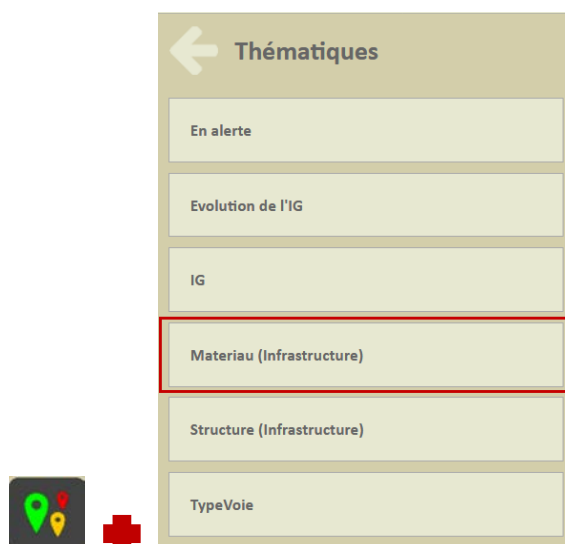 Thématiques
En alerte
Evolution de l'IG
IG
Materiau (Infrastructure)
Structure (Infrastructure)
TypeVoie